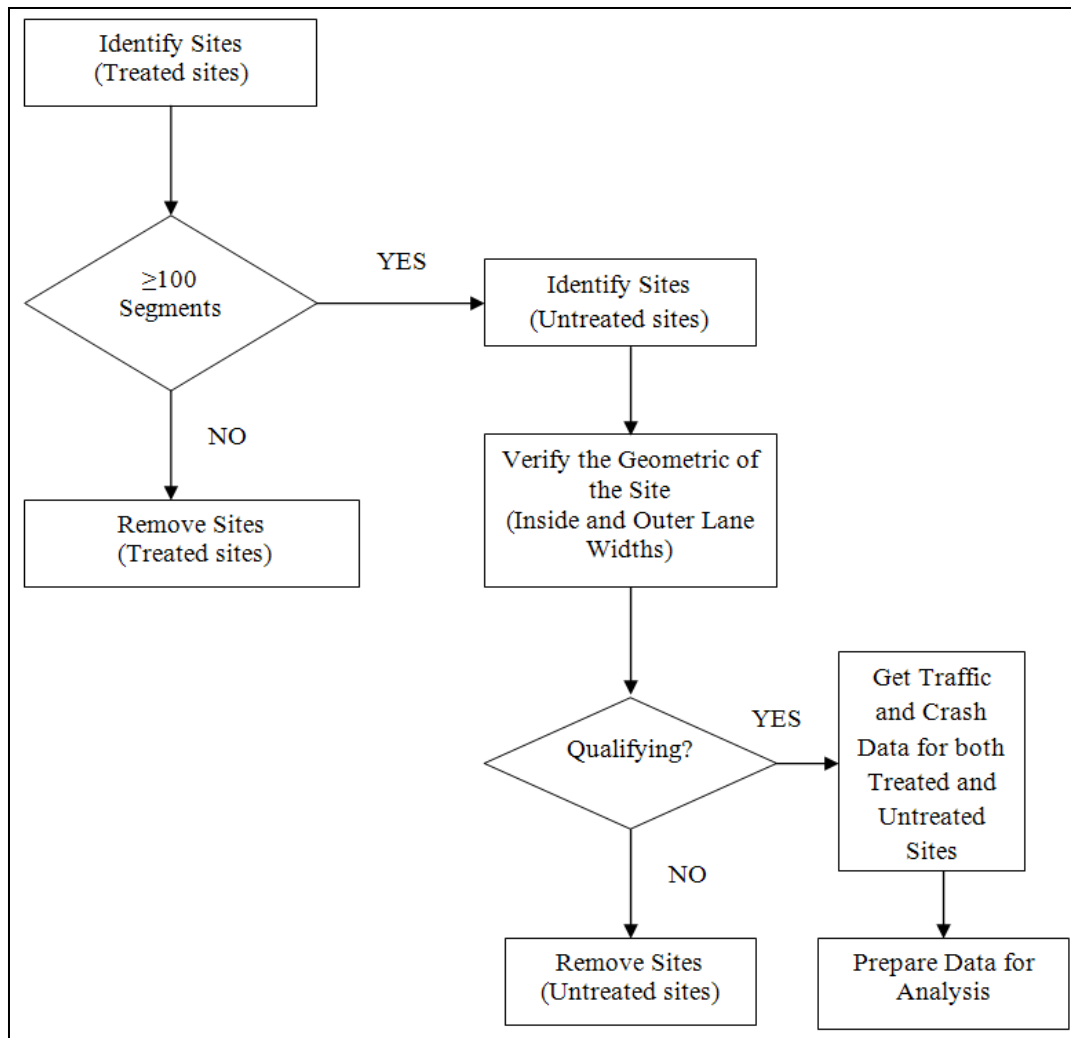 Identify Sites
(Treated sites)
≥100
Segments
YES
Identify Sites
(Untreated sites)
NO
Verify the Geometric of
the Site
(Inside and Outer Lane
Widths)
Remove Sites
(Treated sites)
Qualifying?
YES
Get Traffic
and Crash
Data for both
Treated and
Untreated
Sites
NO
Remove Sites
(Untreated sites)
Prepare Data for
Analysis